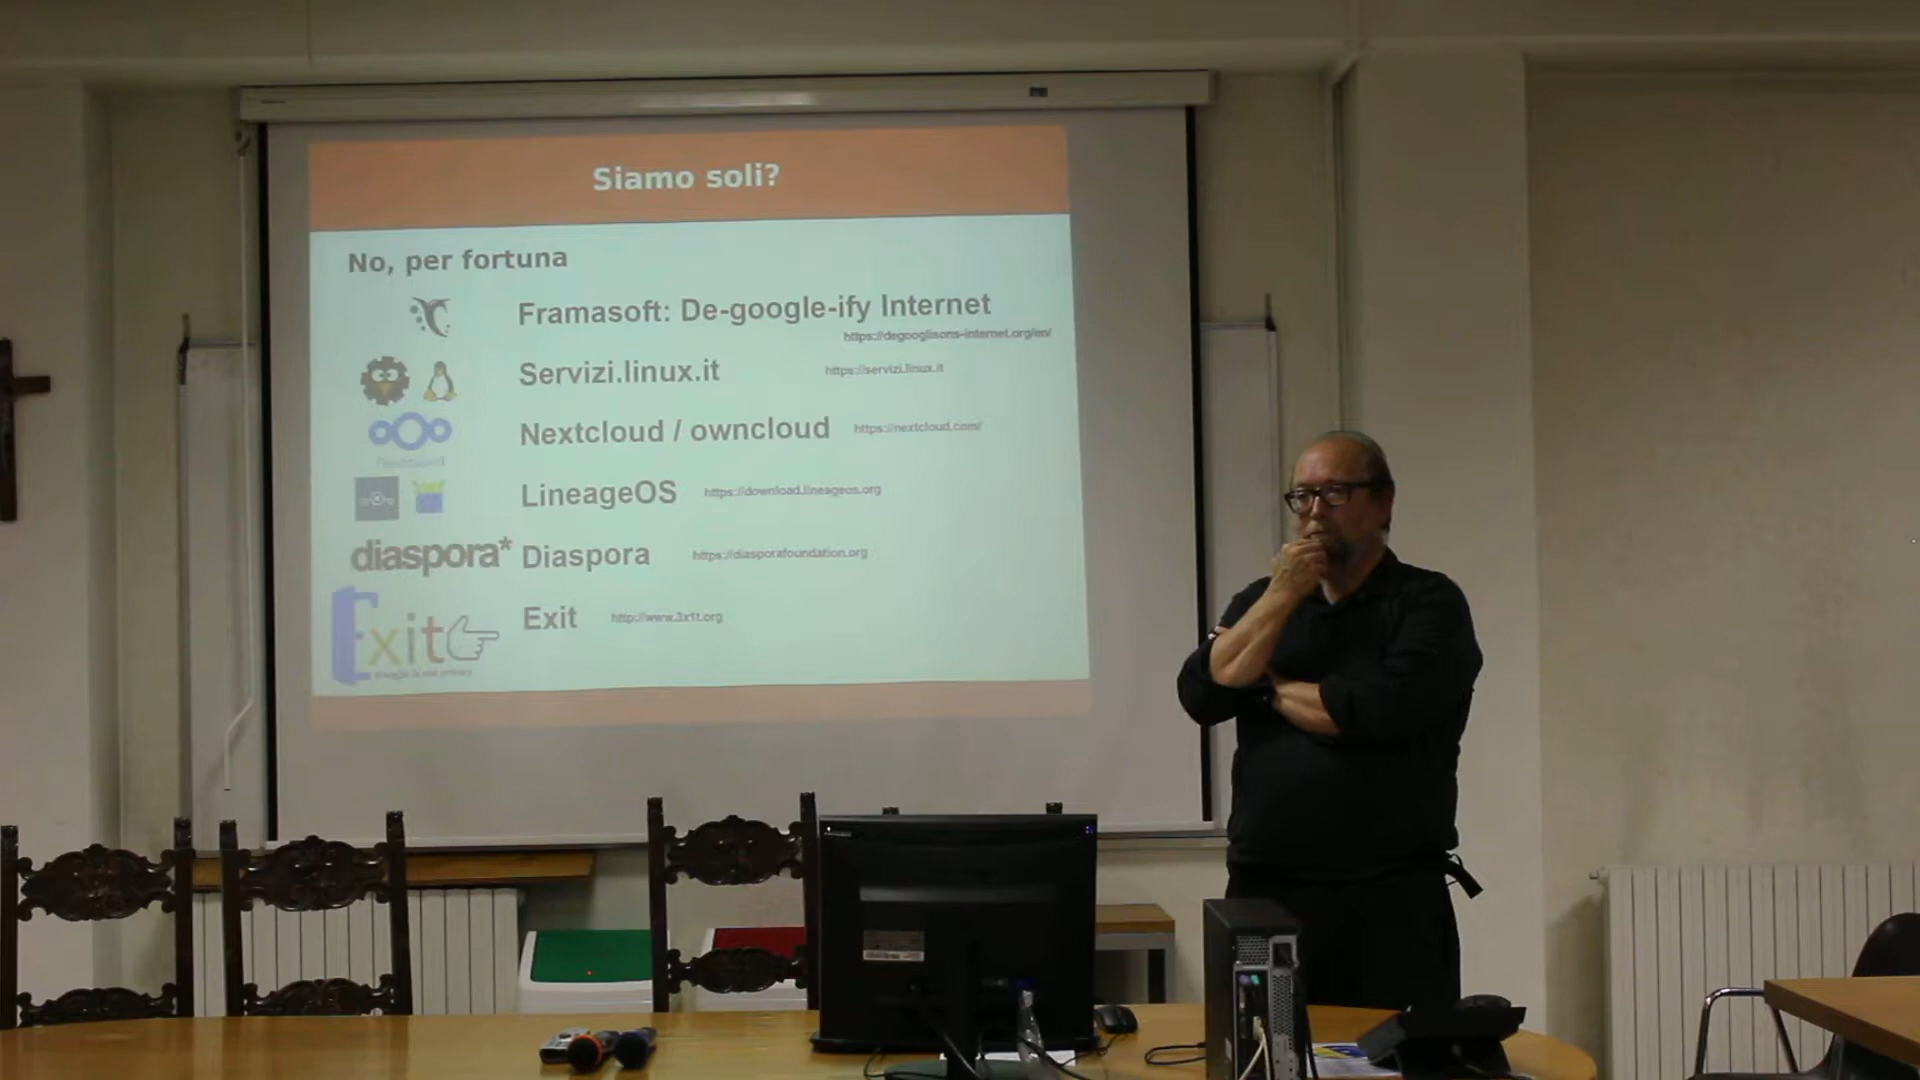 Siamo soli?
No, per fortuna
Framasoft: De-google-ify Internet
https://degooglisons-internet.org/en/
Servizi.linux.it https://servizi.linux.it
Nextcloud / owncloud https://nextcloud.com/
Nextcloud
LineageOS https://download.lineageos.org
diaspora* Diaspora https://diasporafoundation.org
Exit Exit http://www.3x1t.org